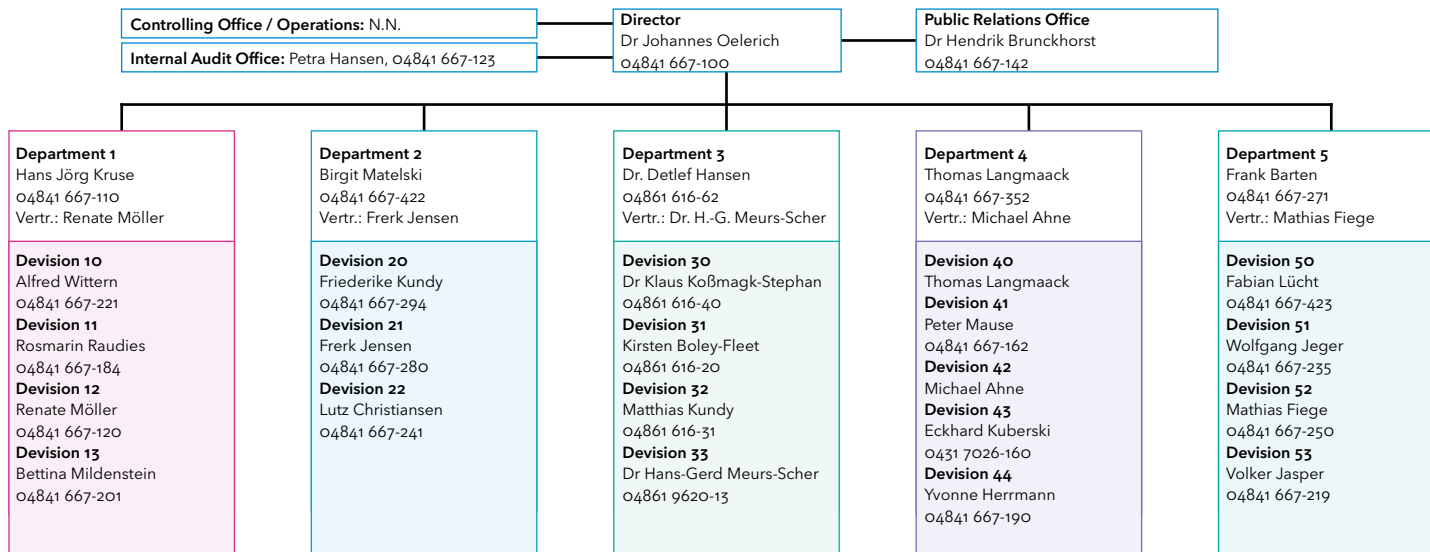 Controlling Office / Operations: N.N.
Internal Audit Office: Petra Hansen, 04841 667-123
Director
Dr Johannes Oelerich
04841 667-100
Public Relations Office
Dr Hendrik Brunckhorst
04841 667-142
Department 1
Hans Jörg Kruse
04841 667-110
Vertr.: Renate Möller
Devision 10
Alfred Wittern
04841 667-221
Devision 11
Rosmarin Raudies
04841 667-184
Devision 12
Renate Möller
04841 667-120
Devision 13
Bettina Mildenstein
04841 667-201
Department 2
Birgit Matelski
04841 667-422
Vertr.: Frerk Jensen
Devision 20
Friederike Kundy
04841 667-294
Devision 21
Frerk Jensen
04841 667-280
Devision 22
Lutz Christiansen
04841 667-241
Department 3
Dr. Detlef Hansen
04861 616-62
Vertr.: Dr. H.-G. Meurs-Scher
Devision 30
Dr Klaus Koßmagk-Stephan
04861 616-40
Devision 31
Kirsten Boley-Fleet
04861 616-20
Devision 32
Matthias Kundy
04861 616-31
Devision 33
Dr Hans-Gerd Meurs-Scher
04861 9620-13
Department 4
Thomas Langmaack
04841 667-352
Vertr.: Michael Ahne
Devision 40
Thomas Langmaack
Devision 41
Peter Mause
04841 667-162
Devision 42
Michael Ahne
Devision 43
Eckhard Kuberski
0431 7026-160
Devision 44
Yvonne Herrmann
04841 667-190
Department 5
Frank Barten
04841 667-271
Vertr.: Mathias Fiege
Devision 50
Fabian Lücht
04841 667-423
Devision 51
Wolfgang Jeger
04841 667-235
Devision 52
Mathias Fiege
04841 667-250
Devision 53
Volker Jasper
04841 667-219